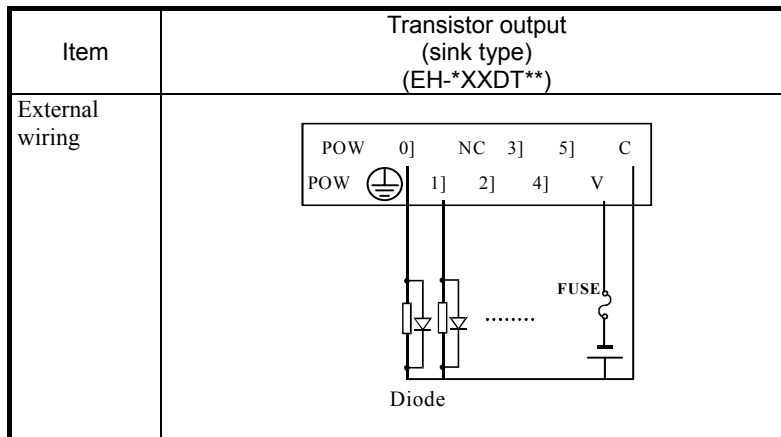 Item
Transistor output
(sink type)
(EH-*XXDT**)
External
wiring
POW 0] NC 3] 5] C
POW 1] 2] 4] V
FUSE
........
Diode